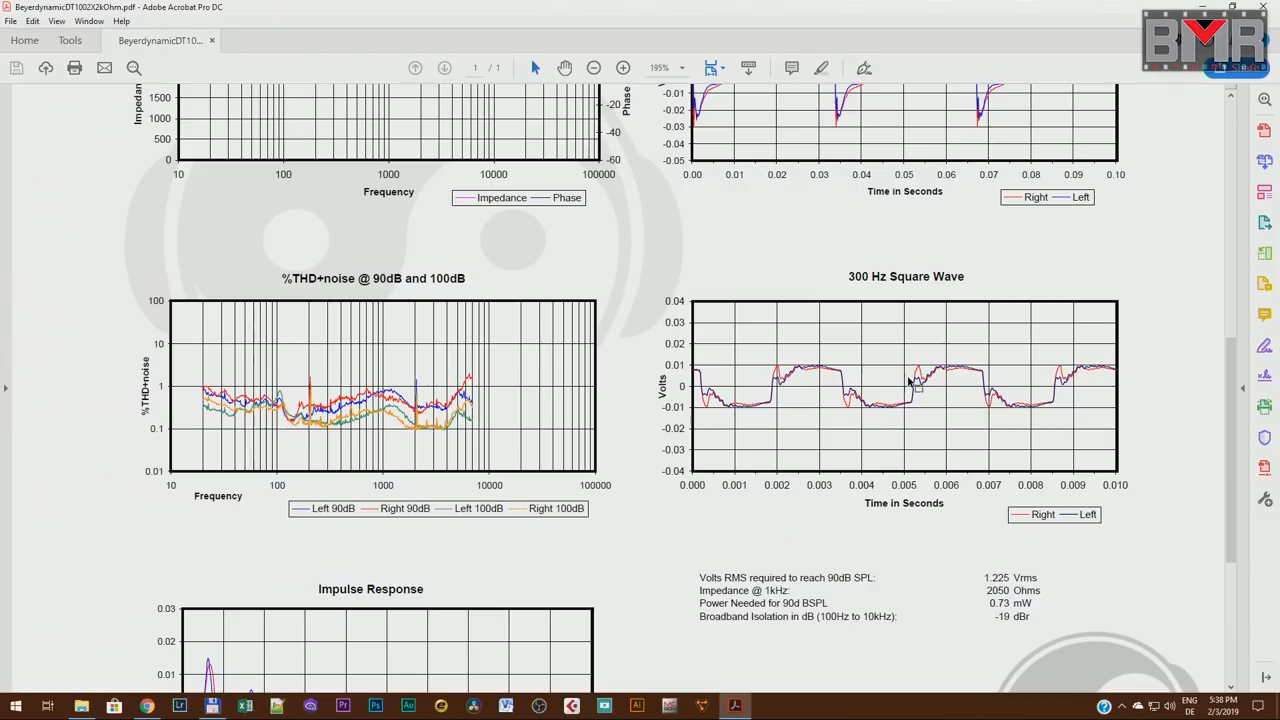 BeyerdynamicDT1002X2kOhm.pdf - Adobe Acrobat Pro DC
File Edit View Window Help
BMR
Home Tools BeyerdynamicDT10... ×
1 / 1 195%
Share
1500
1000
500
0
Impedan
-20
-40
-60
Phase
10 100 1000 10000 100000
Frequency
Impedance Phase
-0.01
-0.02
-0.03
-0.04
-0.05
0.00 0.01 0.02 0.03 0.04 0.05 0.06 0.07 0.08 0.09 0.10
Time in Seconds
Right Left
%THD+noise @ 90dB and 100dB
100
10
1
0.1
0.01
%THD+noise
10 100 1000 10000 100000
Frequency
Left 90dB Right 90dB Left 100dB Right 100dB
300 Hz Square Wave
0.04
0.03
0.02
0.01
0
-0.01
-0.02
-0.03
-0.04
Volts
0.000 0.001 0.002 0.003 0.004 0.005 0.006 0.007 0.008 0.009 0.010
Time in Seconds
Right Left
Impulse Response
0.03
0.02
0.01
Volts RMS required to reach 90dB SPL: 1.225 Vrms
Impedance @ 1kHz: 2050 Ohms
Power Needed for 90d BSPL 0.73 mW
Broadband Isolation in dB (100Hz to 10kHz): -19 dBr
ENG
DE
5:38 PM
2/3/2019